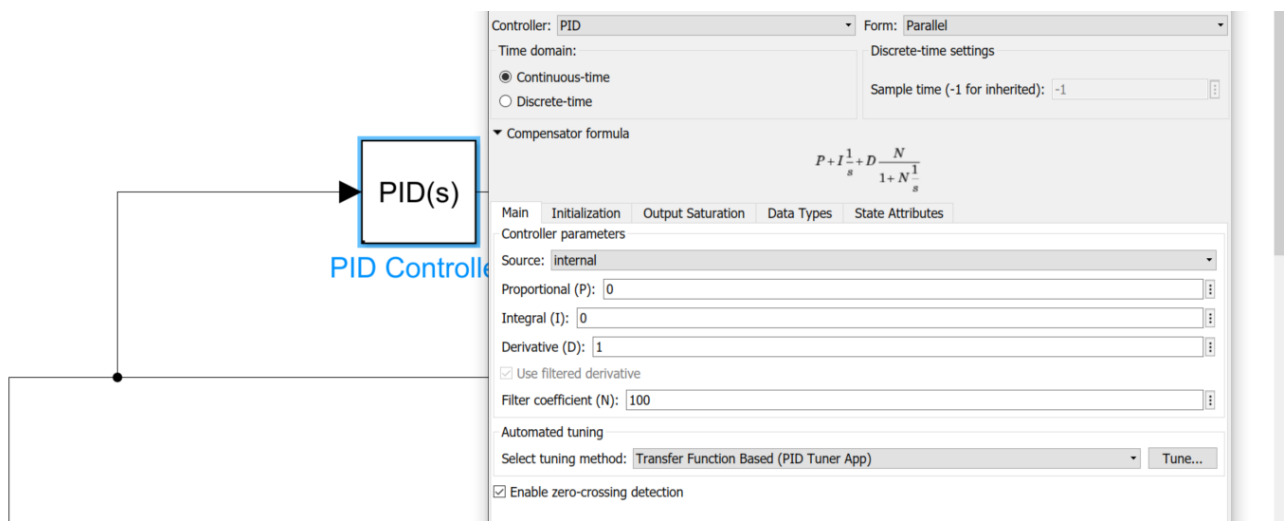 Controller: PID Form: Parallel
Time domain: Discrete-time settings
Continuous-time
Sample time (-1 for inherited): -1
Discrete-time
Compensator formula
P+I 1/s +D N/(1+N 1/s)
PID(s)
PID Controlle
Main Initialization Output Saturation Data Types State Attributes
Controller parameters
Source: internal
Proportional (P): 0
Integral (I): 0
Derivative (D): 1
Use filtered derivative
Filter coefficient (N): 100
Automated tuning
Select tuning method: Transfer Function Based (PID Tuner App) Tune...
Enable zero-crossing detection